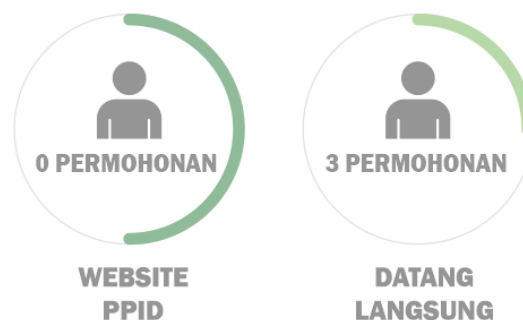 0 PERMOHONAN
3 PERMOHONAN
WEBSITE
PPID
DATANG
LANGSUNG